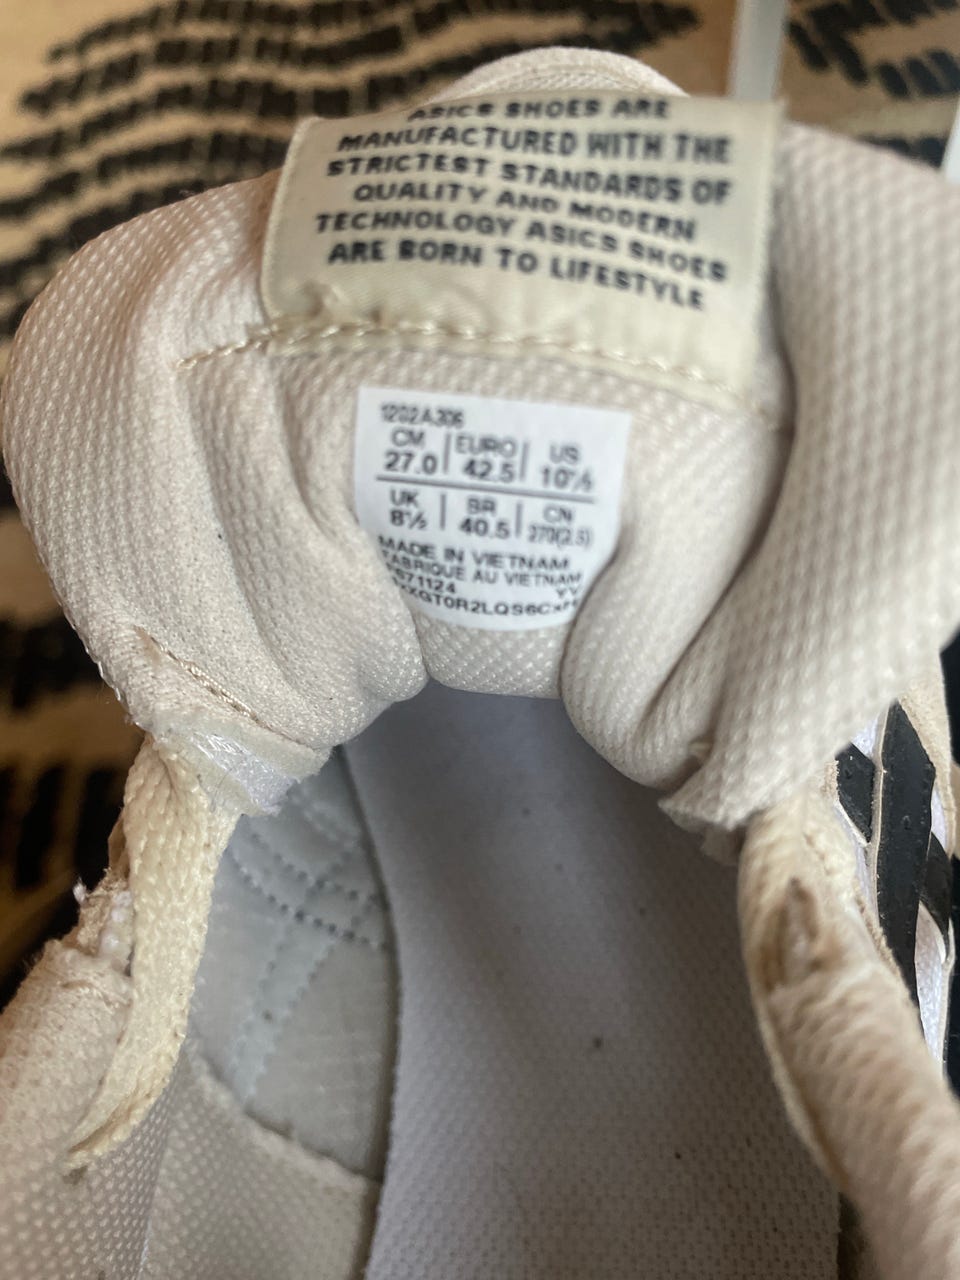 ASICS SHOES ARE
MANUFACTURED WITH THE
STRICTEST STANDARDS OF
QUALITY AND MODERN
TECHNOLOGY ASICS SHOES
ARE BORN TO LIFESTYLE
1202A306
CM EURO US
27.0 42.5 10½
UK BR CN
8½ 40.5 270(2.5)
MADE IN VIETNAM
FABRIQUE AU VIETNAM
71124 YV